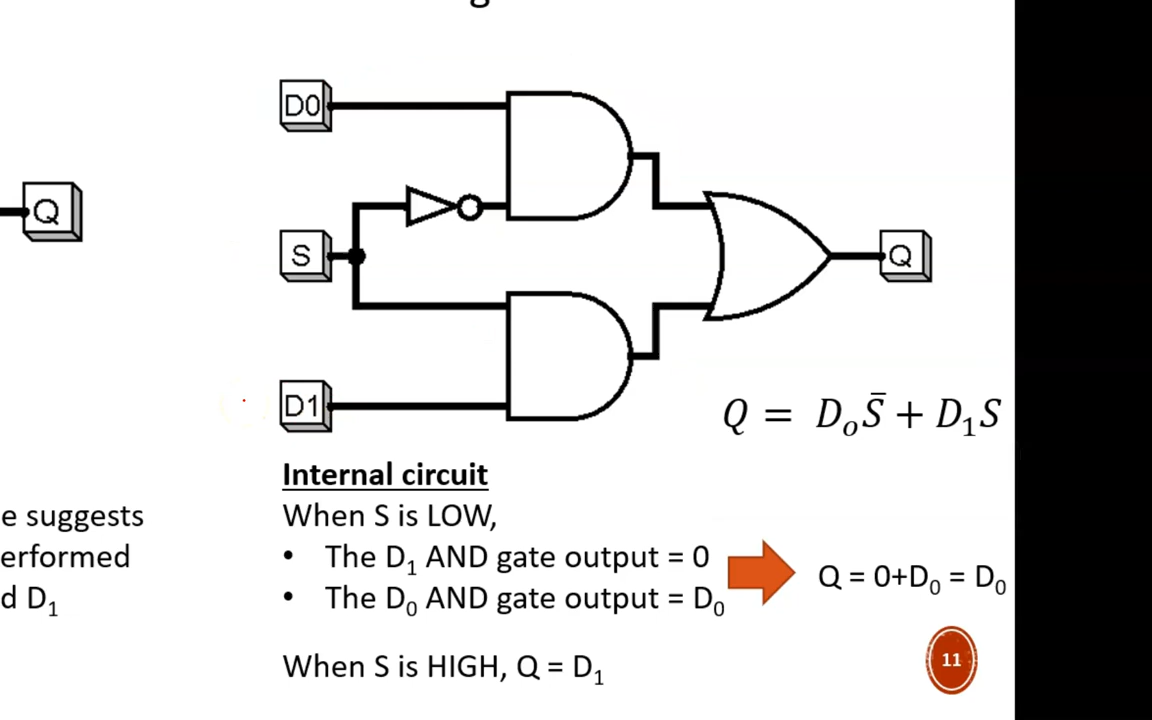 D0
Q
S
Q
D1
Q = D₀S̄ + D₁S
Internal circuit
When S is LOW,
e suggests
• The D₁ AND gate output = 0
erformed
Q = 0+D₀ = D₀
• The D₀ AND gate output = D₀
d D₁
When S is HIGH, Q = D₁
11